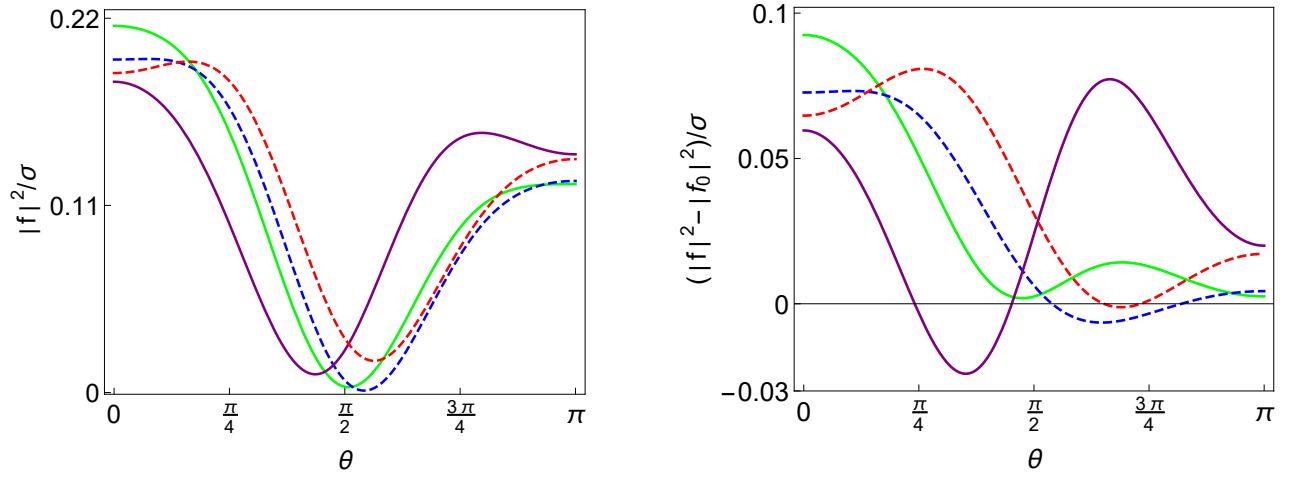 0.22
0.11
0
|f|²/σ
0
π/4
π/2
3π/4
π
θ
0.1
0.05
0
−0.03
(|f|²−|f₀|²)/σ
0
π/4
π/2
3π/4
π
θ